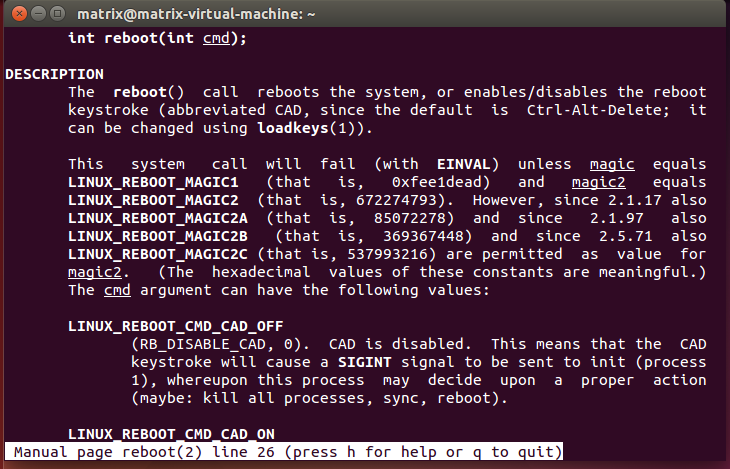 matrix@matrix-virtual-machine: ~
int reboot(int cmd);
DESCRIPTION
The reboot() call reboots the system, or enables/disables the reboot
keystroke (abbreviated CAD, since the default is Ctrl-Alt-Delete; it
can be changed using loadkeys(1)).
This system call will fail (with EINVAL) unless magic equals
LINUX_REBOOT_MAGIC1 (that is, 0xfee1dead) and magic2 equals
LINUX_REBOOT_MAGIC2 (that is, 672274793). However, since 2.1.17 also
LINUX_REBOOT_MAGIC2A (that is, 85072278) and since 2.1.97 also
LINUX_REBOOT_MAGIC2B (that is, 369367448) and since 2.5.71 also
LINUX_REBOOT_MAGIC2C (that is, 537993216) are permitted as value for
magic2. (The hexadecimal values of these constants are meaningful.)
The cmd argument can have the following values:
LINUX_REBOOT_CMD_CAD_OFF
(RB_DISABLE_CAD, 0). CAD is disabled. This means that the CAD
keystroke will cause a SIGINT signal to be sent to init (process
1), whereupon this process may decide upon a proper action
(maybe: kill all processes, sync, reboot).
LINUX_REBOOT_CMD_CAD_ON
Manual page reboot(2) line 26 (press h for help or q to quit)